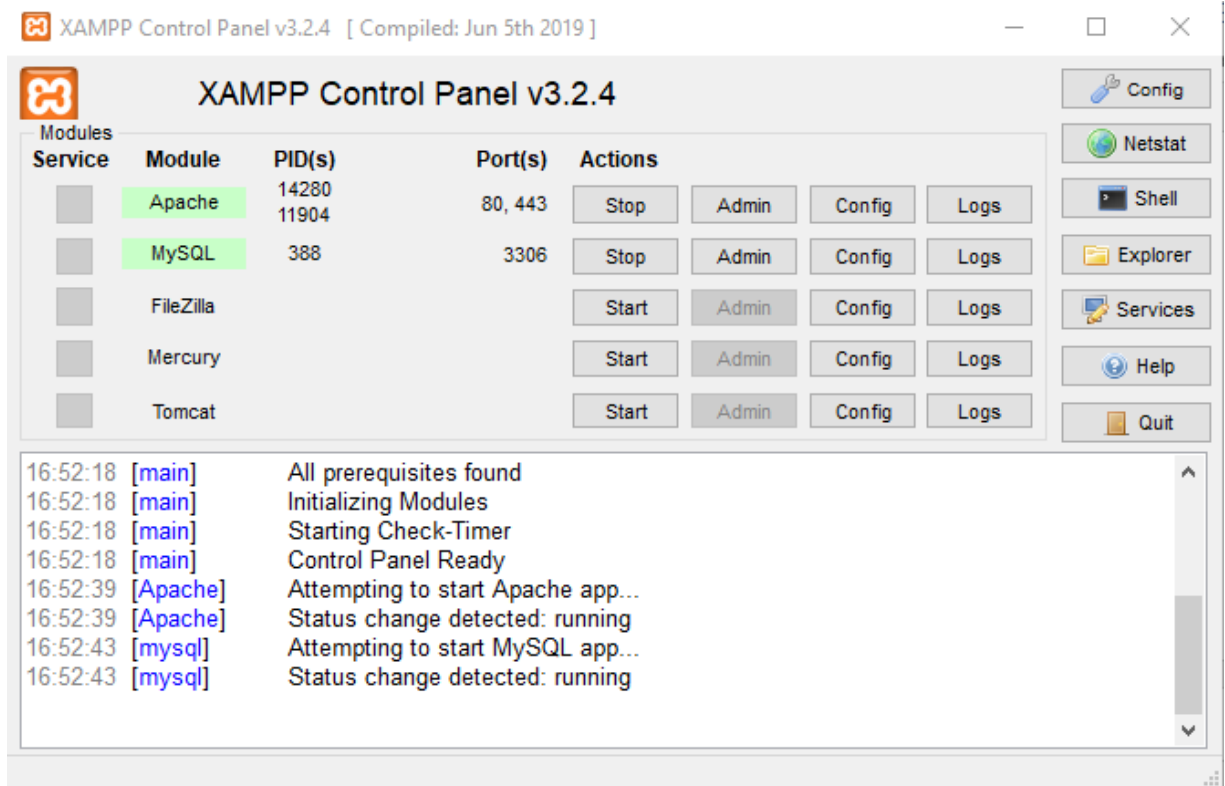 XAMPP Control Panel v3.2.4 [ Compiled: Jun 5th 2019 ]
XAMPP Control Panel v3.2.4
Config
Modules
Service Module PID(s) Port(s) Actions
Netstat
Apache 14280 11904 80, 443 Stop Admin Config Logs
Shell
MySQL 388 3306 Stop Admin Config Logs
Explorer
FileZilla Start Admin Config Logs
Services
Mercury Start Admin Config Logs
Help
Tomcat Start Admin Config Logs
Quit
16:52:18 [main] All prerequisites found
16:52:18 [main] Initializing Modules
16:52:18 [main] Starting Check-Timer
16:52:18 [main] Control Panel Ready
16:52:39 [Apache] Attempting to start Apache app...
16:52:39 [Apache] Status change detected: running
16:52:43 [mysql] Attempting to start MySQL app...
16:52:43 [mysql] Status change detected: running